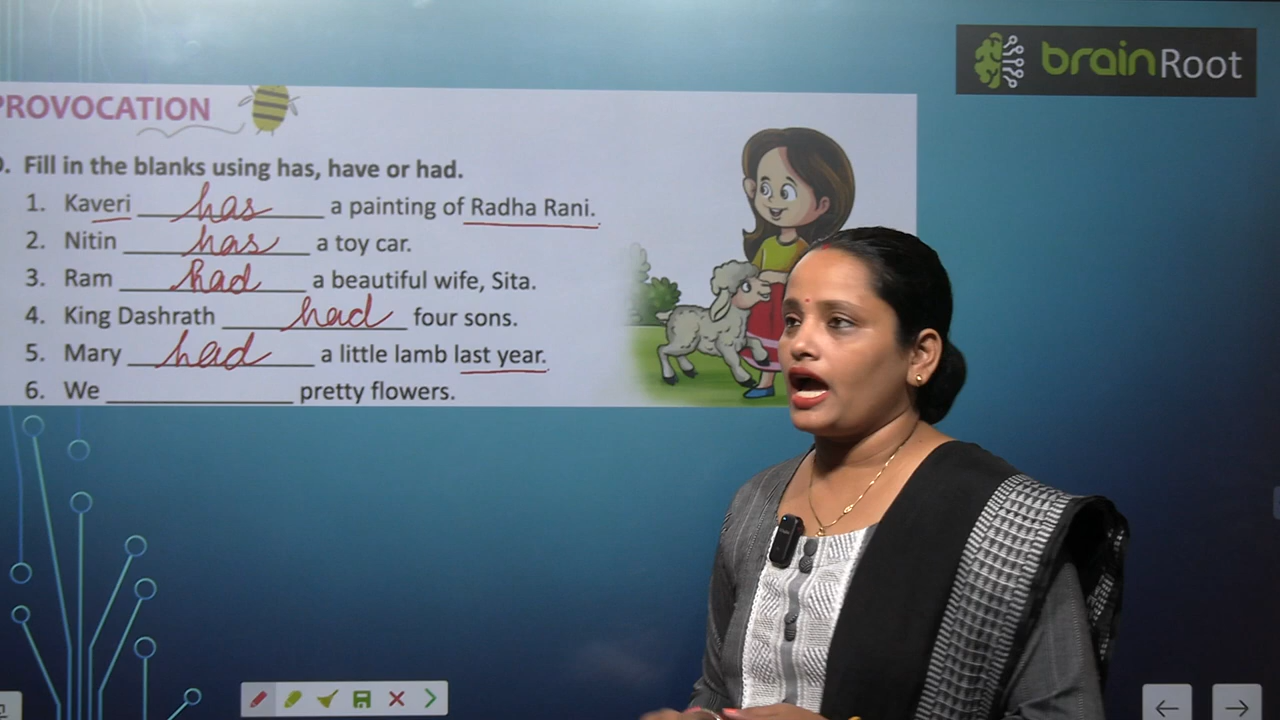 brainRoot
PROVOCATION
. Fill in the blanks using has, have or had.
1. Kaveri has a painting of Radha Rani.
2. Nitin has a toy car.
3. Ram had a beautiful wife, Sita.
4. King Dashrath had four sons.
5. Mary had a little lamb last year.
6. We ____________ pretty flowers.